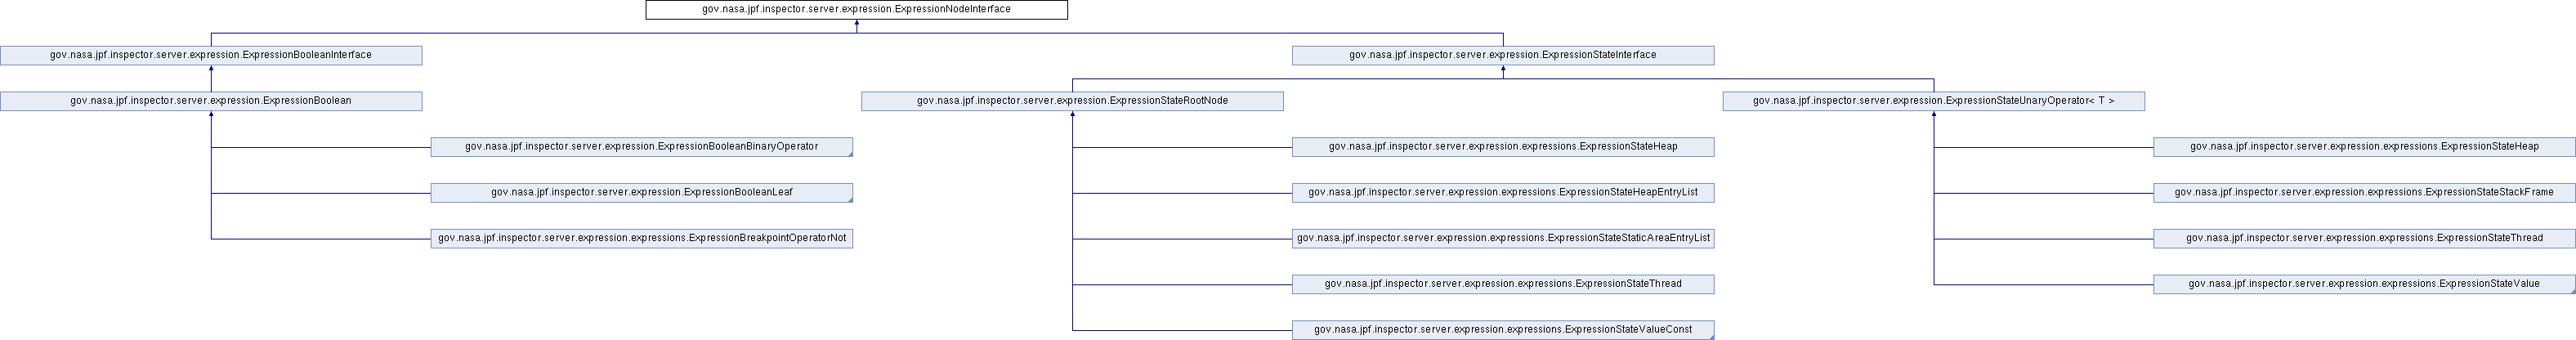 gov.nasa.jpf.inspector.server.expression.ExpressionNodeInterface
gov.nasa.jpf.inspector.server.expression.ExpressionBooleanInterface
gov.nasa.jpf.inspector.server.expression.ExpressionStateInterface
gov.nasa.jpf.inspector.server.expression.ExpressionBoolean
gov.nasa.jpf.inspector.server.expression.ExpressionStateRootNode
gov.nasa.jpf.inspector.server.expression.ExpressionStateUnaryOperator< T >
gov.nasa.jpf.inspector.server.expression.ExpressionBooleanBinaryOperator
gov.nasa.jpf.inspector.server.expression.expressions.ExpressionStateHeap
gov.nasa.jpf.inspector.server.expression.expressions.ExpressionStateHeap
gov.nasa.jpf.inspector.server.expression.ExpressionBooleanLeaf
gov.nasa.jpf.inspector.server.expression.expressions.ExpressionStateHeapEntryList
gov.nasa.jpf.inspector.server.expression.expressions.ExpressionStateStackFrame
gov.nasa.jpf.inspector.server.expression.expressions.ExpressionBreakpointOperatorNot
gov.nasa.jpf.inspector.server.expression.expressions.ExpressionStateStaticAreaEntryList
gov.nasa.jpf.inspector.server.expression.expressions.ExpressionStateThread
gov.nasa.jpf.inspector.server.expression.expressions.ExpressionStateThread
gov.nasa.jpf.inspector.server.expression.expressions.ExpressionStateValue
gov.nasa.jpf.inspector.server.expression.expressions.ExpressionStateValueConst